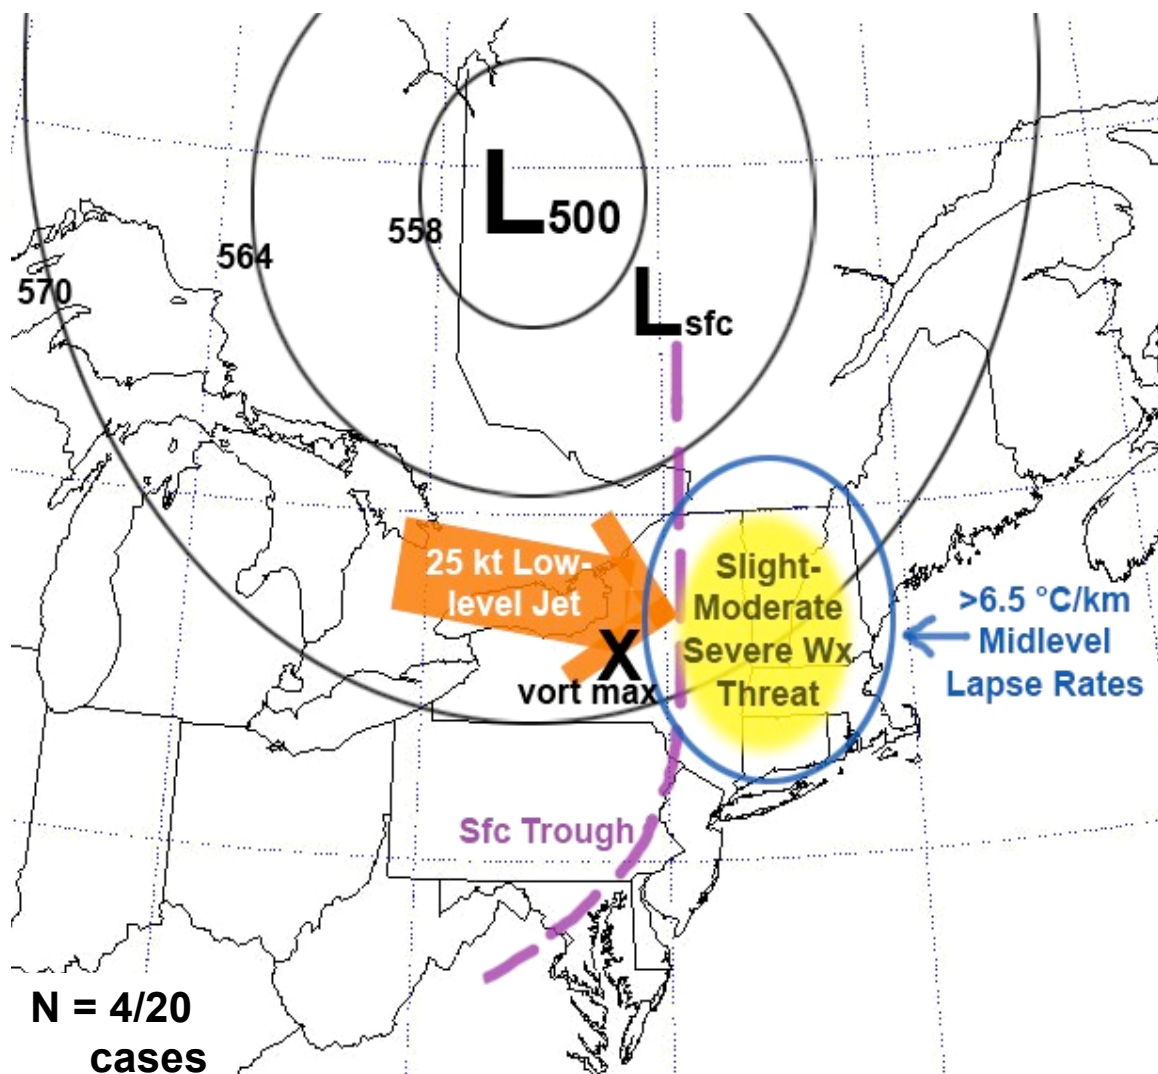 L500
558
564
570
Lsfc
25 kt Low-
level Jet
Slight-
Moderate
Severe Wx
Threat
>6.5 °C/km
Midlevel
Lapse Rates
X
vort max
Sfc Trough
N = 4/20
cases